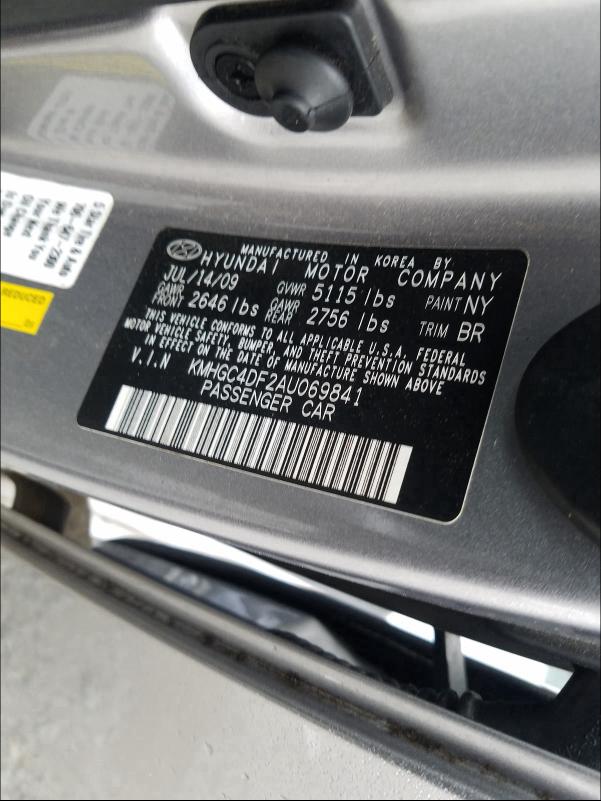 MANUFACTURED IN KOREA BY
HYUNDAI MOTOR COMPANY
JUL/14/09 GVWR 5115 lbs PAINT NY
GAWR FRONT 2646 lbs GAWR REAR 2756 lbs TRIM BR
THIS VEHICLE CONFORMS TO ALL APPLICABLE U.S.A. FEDERAL
MOTOR VEHICLE SAFETY, BUMPER, AND THEFT PREVENTION STANDARDS
IN EFFECT ON THE DATE OF MANUFACTURE SHOWN ABOVE
V.I.N KMHGC4DF2AU069841
PASSENGER CAR
REDUCED